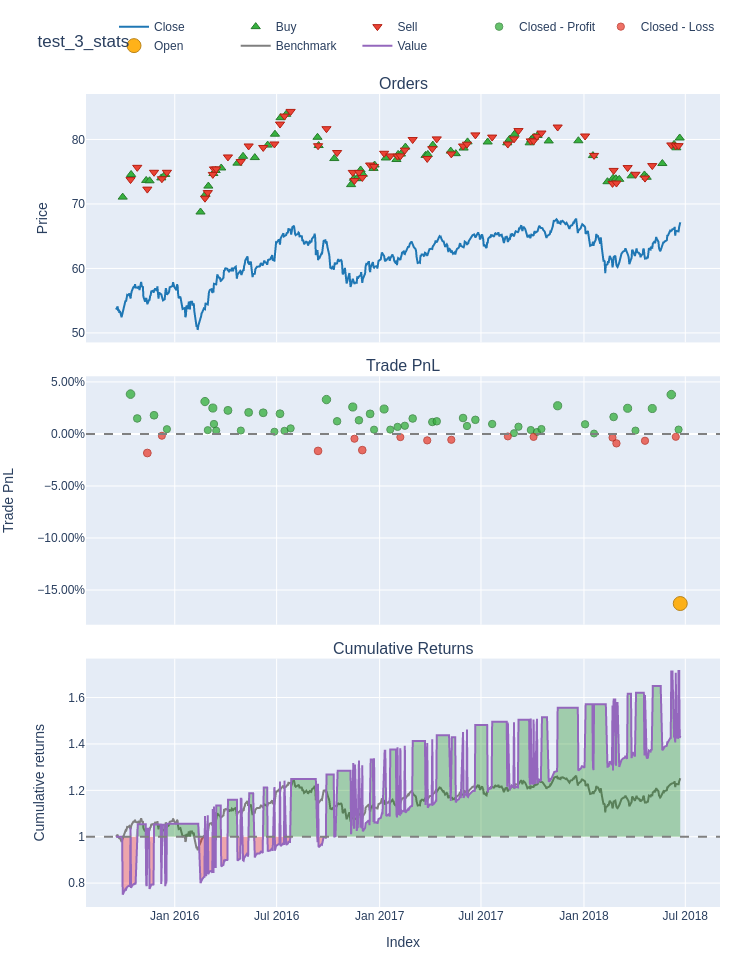 test_3_stats
Close
Buy
Sell
Closed - Profit
Closed - Loss
Open
Benchmark
Value
Orders
Price
80
70
60
50
Trade PnL
Trade PnL
5.00%
0.00%
−5.00%
−10.00%
−15.00%
Cumulative Returns
Cumulative returns
1.6
1.4
1.2
1
0.8
Jan 2016
Jul 2016
Jan 2017
Jul 2017
Jan 2018
Jul 2018
Index